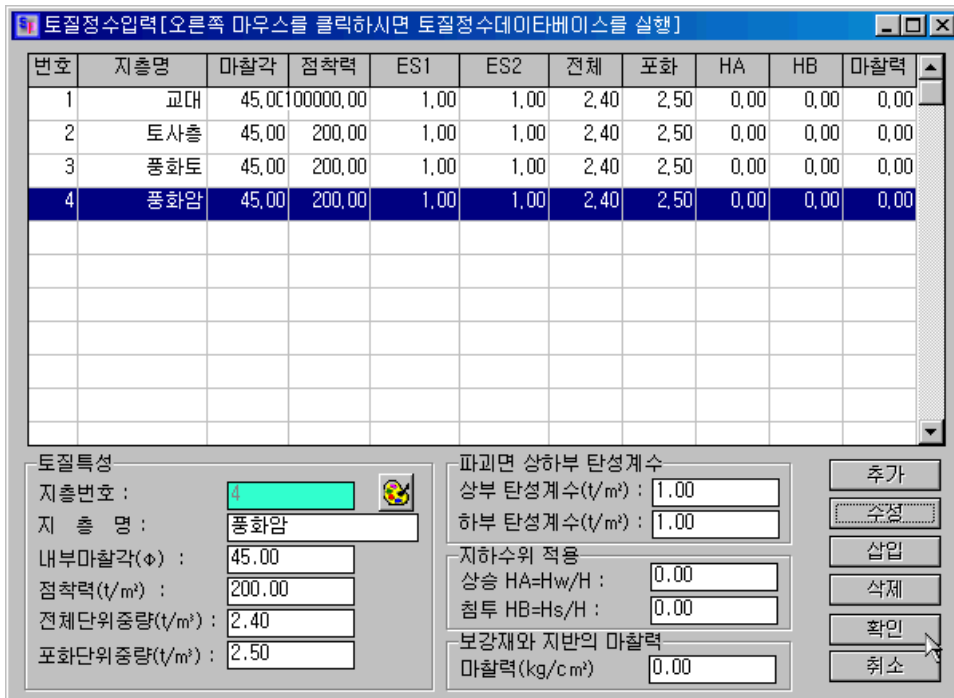 토질정수입력[오른쪽 마우스를 클릭하시면 토질정수데이타베이스를 실행]
번호 지층명 마찰각 점착력 ES1 ES2 전체 포화 HA HB 마찰력
1 교대 45,00 100000,00 1,00 1,00 2,40 2,50 0,00 0,00 0,00
2 토사층 45,00 200,00 1,00 1,00 2,40 2,50 0,00 0,00 0,00
3 풍화토 45,00 200,00 1,00 1,00 2,40 2,50 0,00 0,00 0,00
4 풍화암 45,00 200,00 1,00 1,00 2,40 2,50 0,00 0,00 0,00
토질특성
지층번호 : 4
지 층 명 : 풍화암
내부마찰각(Φ) : 45.00
점착력(t/m²) : 200.00
전체단위중량(t/m³) : 2.40
포화단위중량(t/m³) : 2.50
파괴면 상하부 탄성계수
상부 탄성계수(t/m²) : 1.00
하부 탄성계수(t/m²) : 1.00
지하수위 적용
상승 HA=Hw/H : 0.00
침투 HB=Hs/H : 0.00
보강재와 지반의 마찰력
마찰력(kg/cm²) 0.00
추가
수정
삽입
삭제
확인
취소